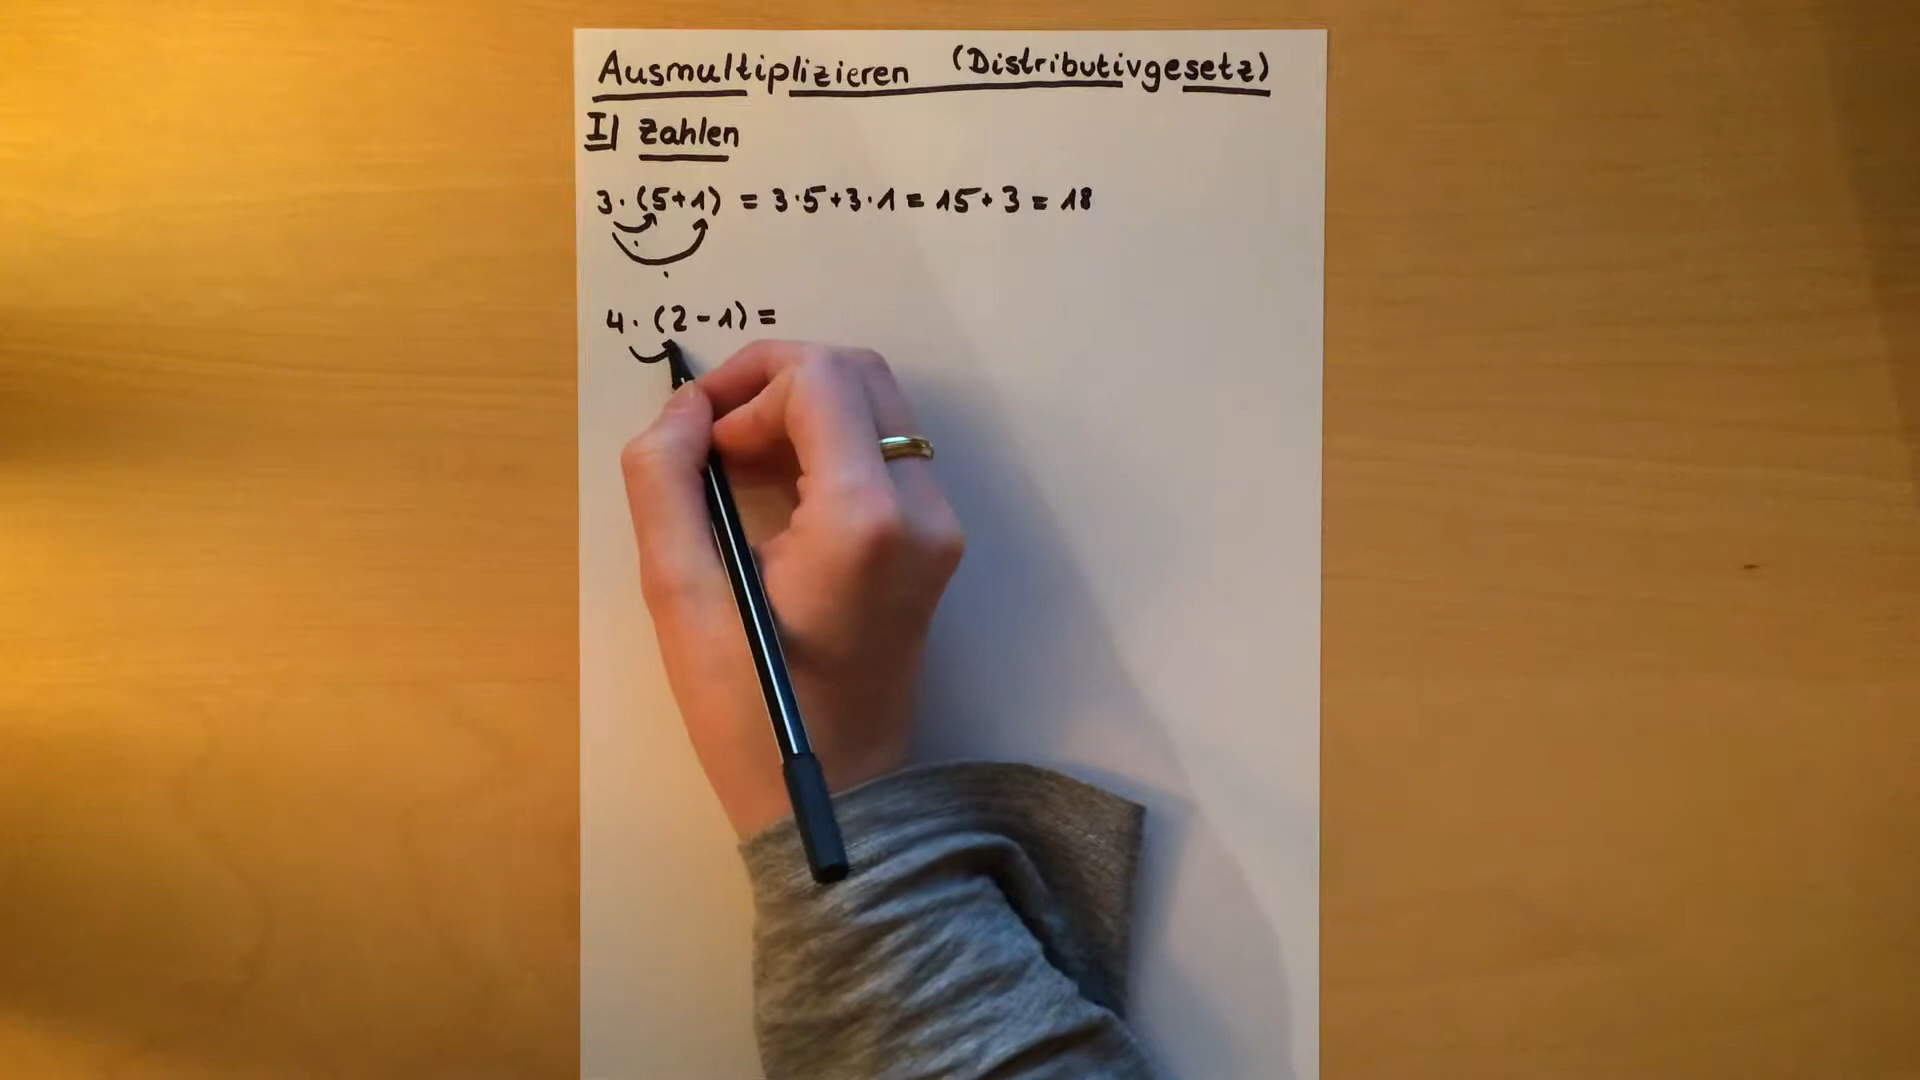 Ausmultiplizieren (Distributivgesetz)
I) Zahlen
3·(5+1) = 3·5+3·1 = 15+3 = 18
4·(2-1) =